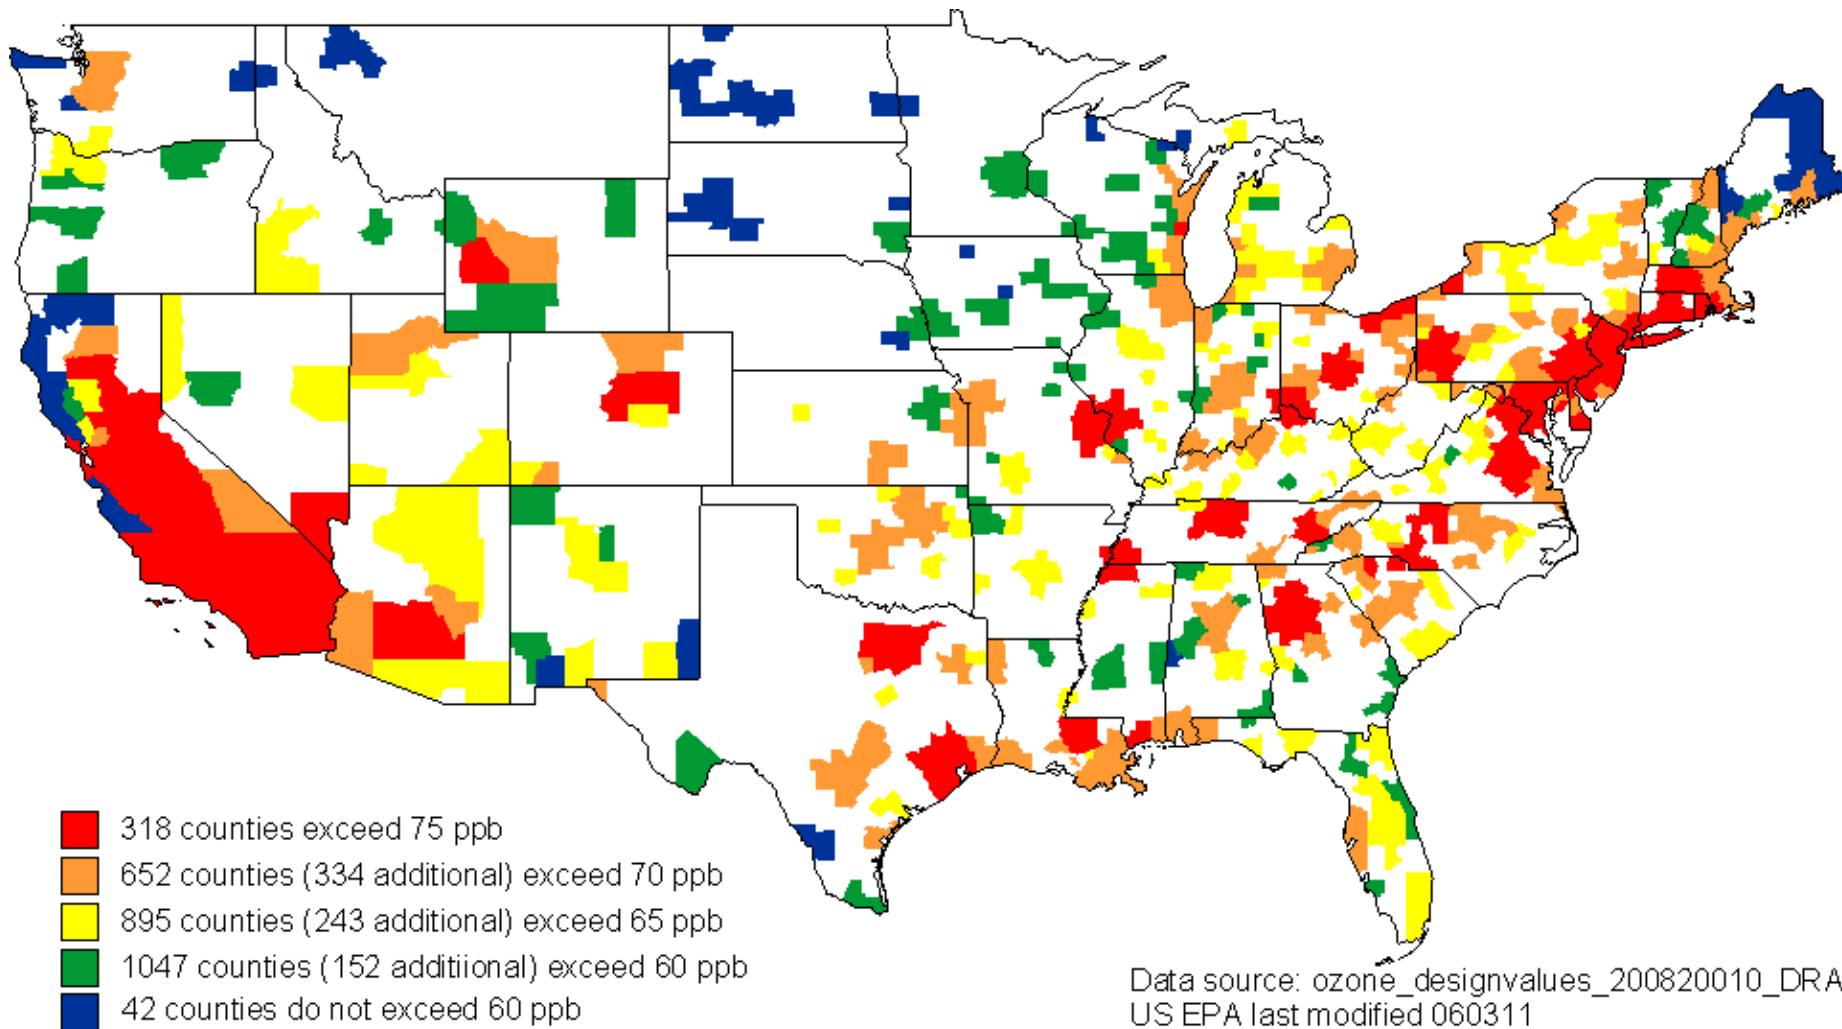 318 counties exceed 75 ppb
652 counties (334 additional) exceed 70 ppb
895 counties (243 additional) exceed 65 ppb
1047 counties (152 additiional) exceed 60 ppb
42 counties do not exceed 60 ppb
Data source: ozone_designvalues_200820010_DRA
US EPA last modified 060311